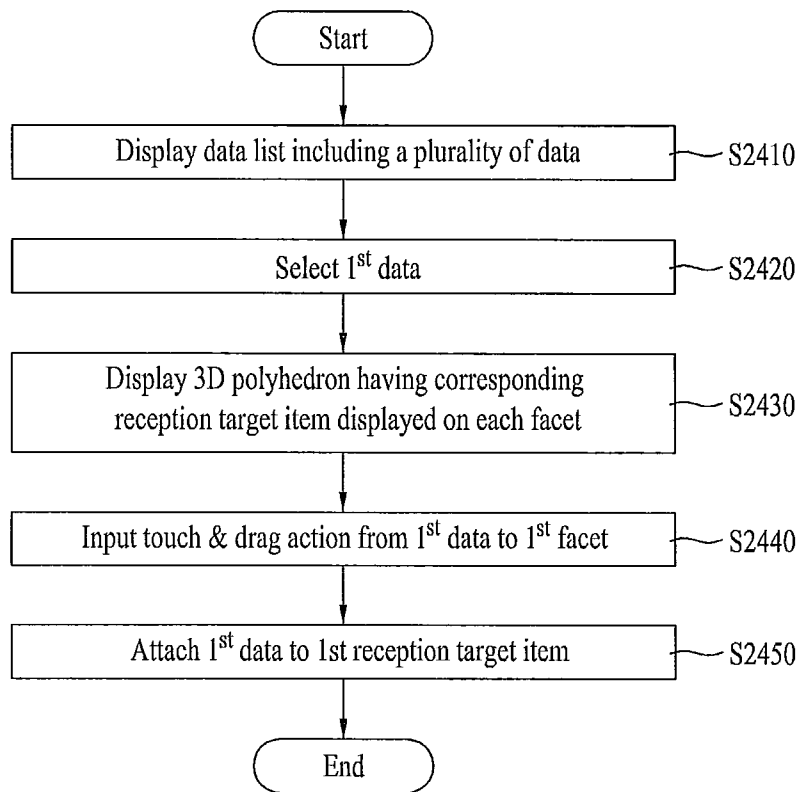 Start
Display data list including a plurality of data
S2410
Select 1st data
S2420
Display 3D polyhedron having corresponding
reception target item displayed on each facet
S2430
Input touch & drag action from 1st data to 1st facet
S2440
Attach 1st data to 1st reception target item
S2450
End